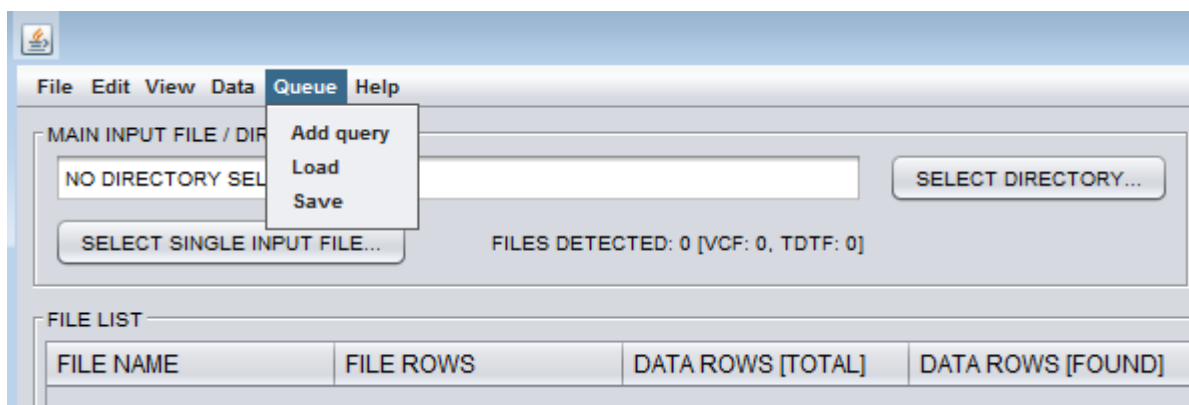 File Edit View Data Queue Help
Add query
Load
Save
MAIN INPUT FILE / DIR
NO DIRECTORY SEL
SELECT DIRECTORY...
SELECT SINGLE INPUT FILE...
FILES DETECTED: 0 [VCF: 0, TDTF: 0]
FILE LIST
FILE NAME FILE ROWS DATA ROWS [TOTAL] DATA ROWS [FOUND]